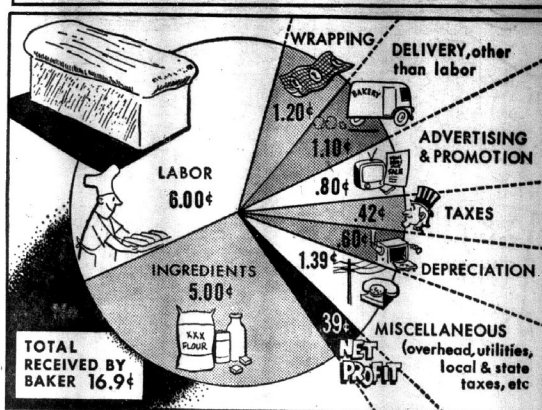 WRAPPING
1.20¢
DELIVERY, other
than labor
BAKERY
1.10¢
ADVERTISING
& PROMOTION
.80¢
.42¢
TAXES
.60¢
DEPRECIATION
1.39¢
MISCELLANEOUS
(overhead, utilities,
local & state
taxes, etc
39¢
NET
PROFIT
LABOR
6.00¢
INGREDIENTS
5.00¢
XXX
FLOUR
TOTAL
RECEIVED BY
BAKER 16.9¢